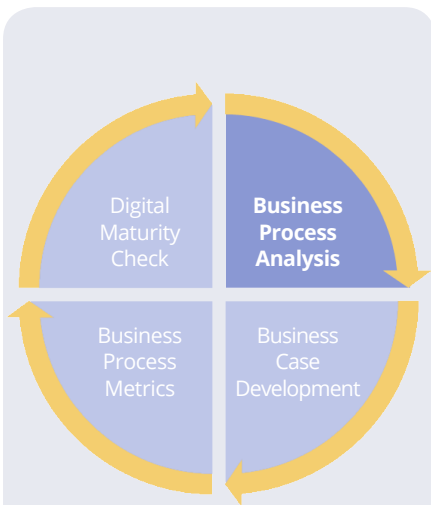 Digital
Maturity
Check
Business
Process
Analysis
Business
Process
Metrics
Business
Case
Development